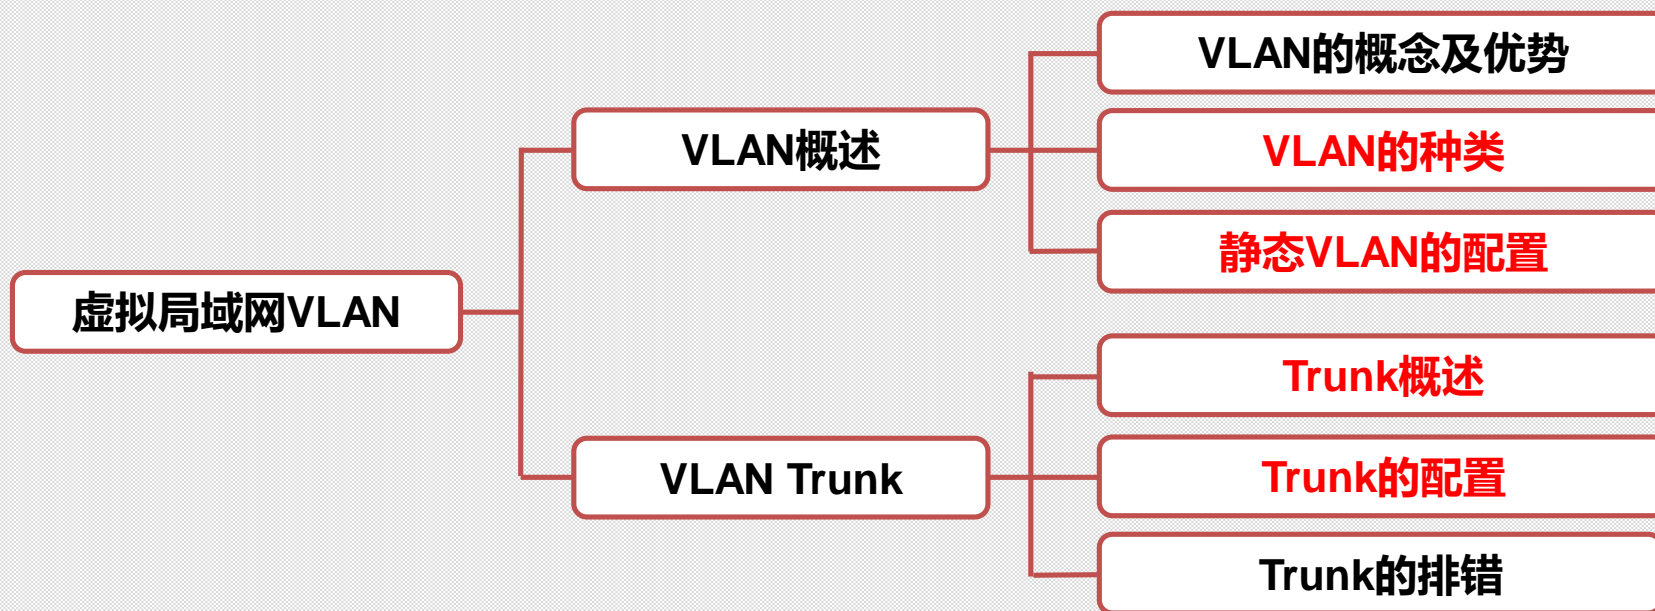 虚拟局域网VLAN
VLAN概述
VLAN的概念及优势
VLAN的种类
静态VLAN的配置
VLAN Trunk
Trunk概述
Trunk的配置
Trunk的排错